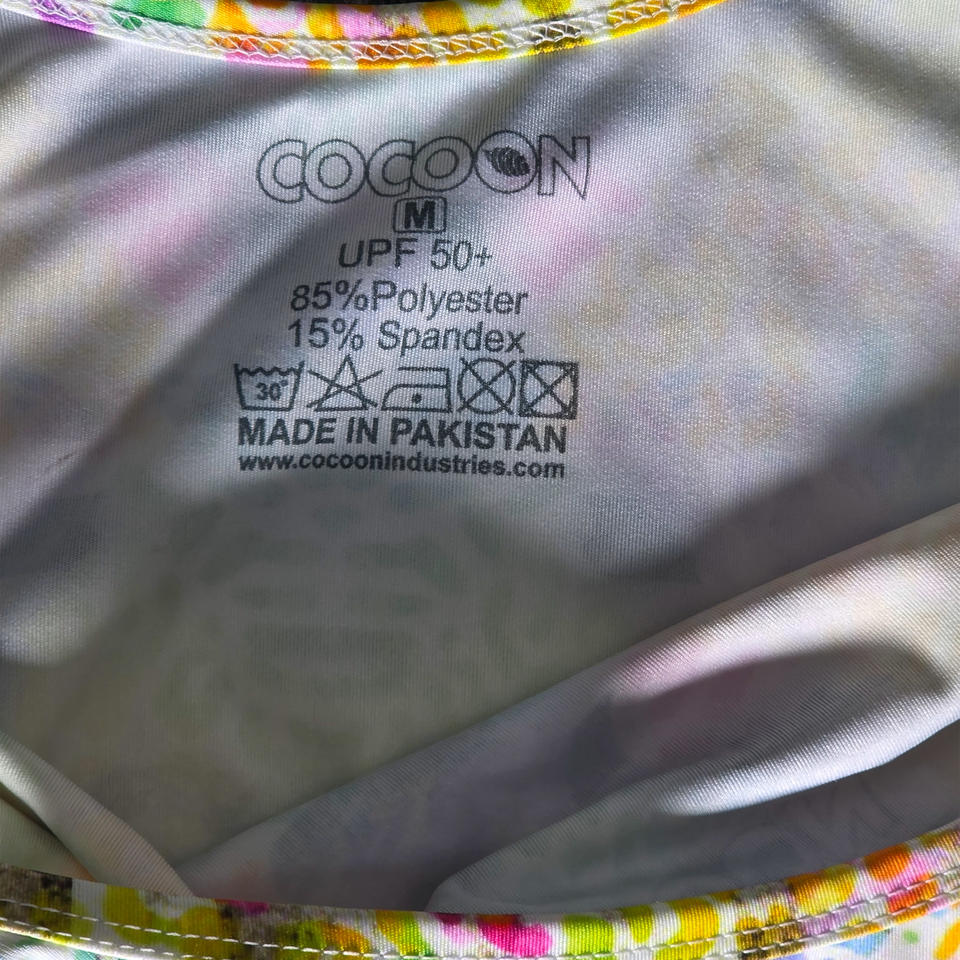 COCOON
M
UPF 50+
85%Polyester
15% Spandex
30°
MADE IN PAKISTAN
www.cocoonindustries.com